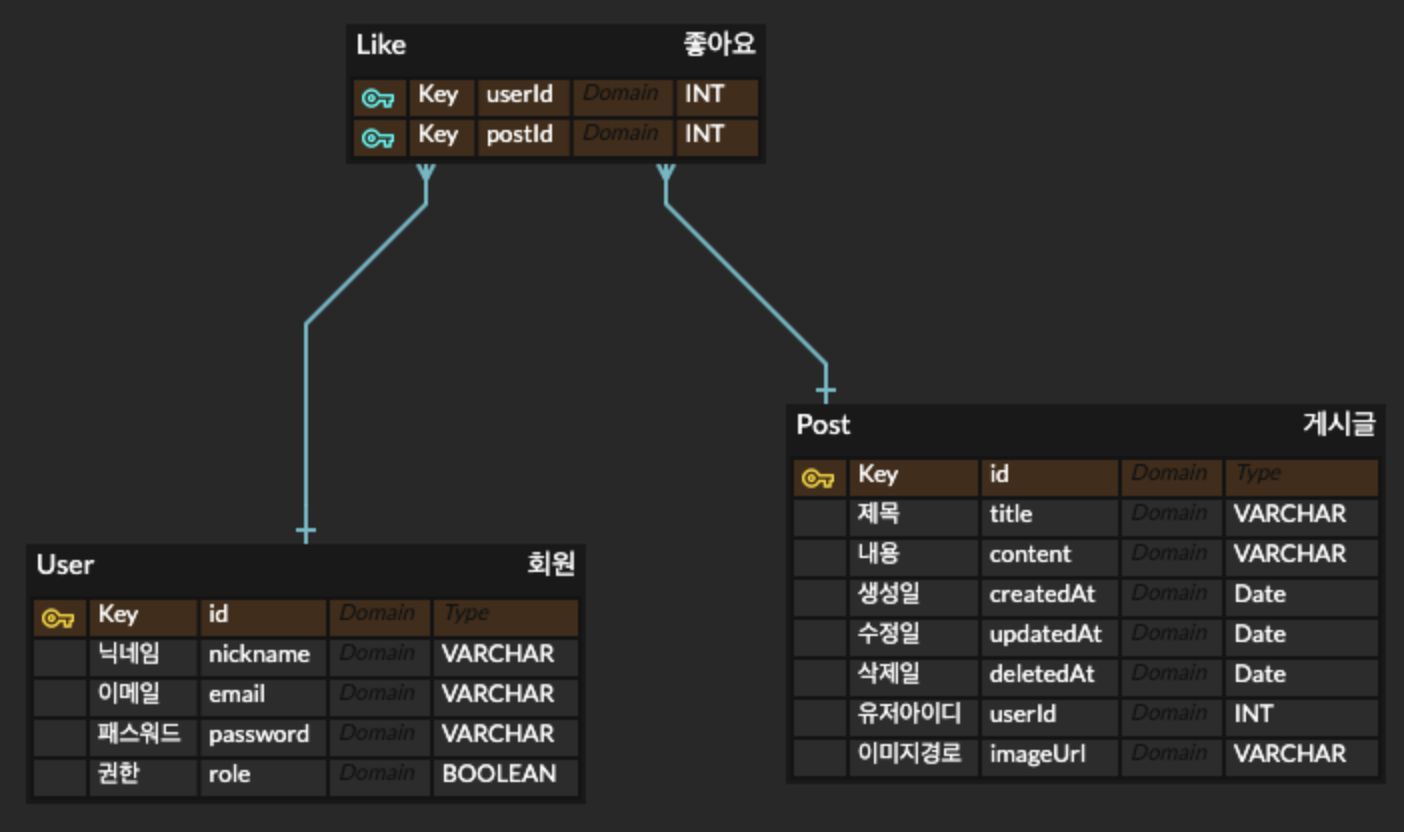 Like 좋아요
Key userId Domain INT
Key postId Domain INT
Post 게시글
Key id Domain Type
제목 title Domain VARCHAR
내용 content Domain VARCHAR
생성일 createdAt Domain Date
수정일 updatedAt Domain Date
삭제일 deletedAt Domain Date
유저아이디 userId Domain INT
이미지경로 imageUrl Domain VARCHAR
User 회원
Key id Domain Type
닉네임 nickname Domain VARCHAR
이메일 email Domain VARCHAR
패스워드 password Domain VARCHAR
권한 role Domain BOOLEAN